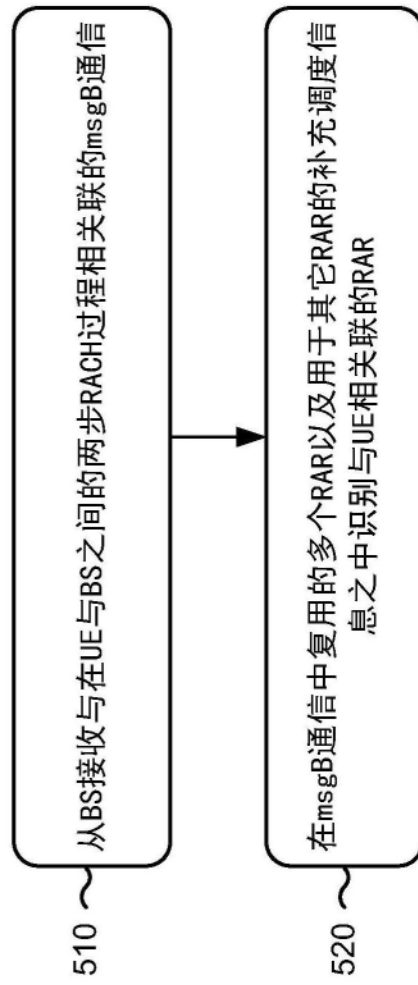 510
从BS接收与在UE与BS之间的两步RACH过程相关联的msgB通信
520
在msgB通信中复用的多个RAR以及用于其它RAR的补充调度信
息之中识别与UE相关联的RAR